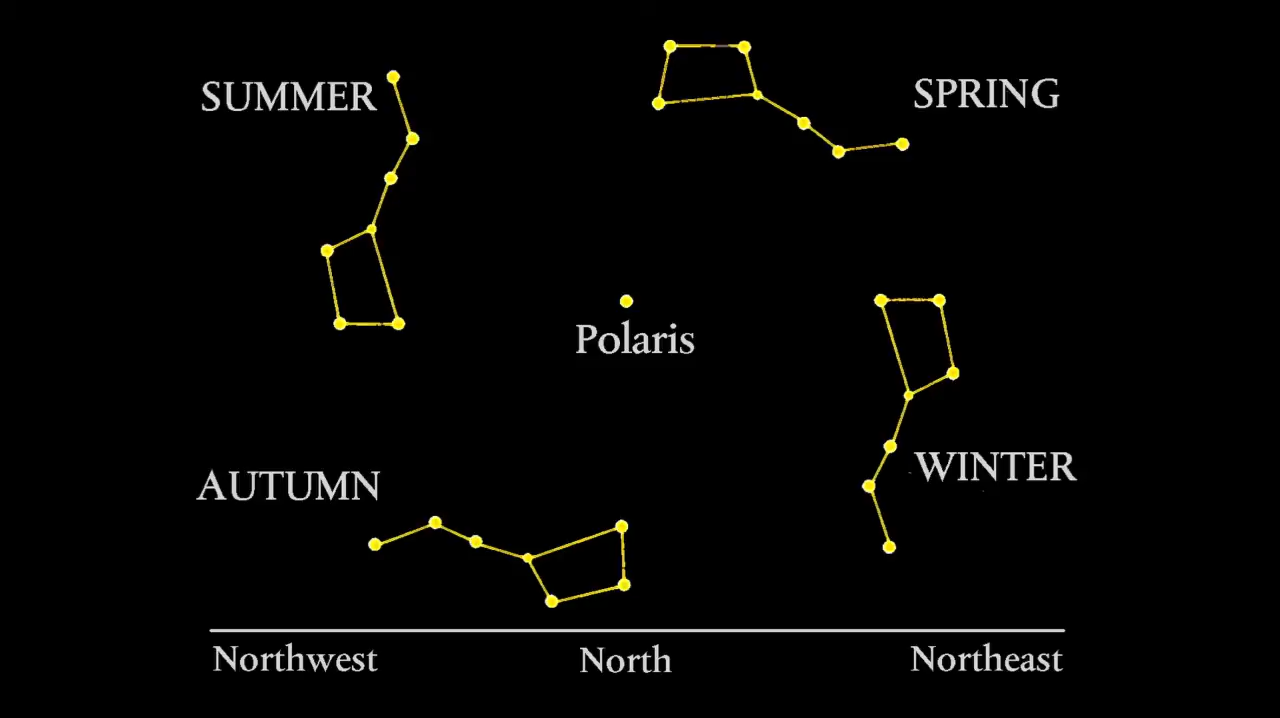 SUMMER
SPRING
Polaris
AUTUMN
WINTER
Northwest
North
Northeast